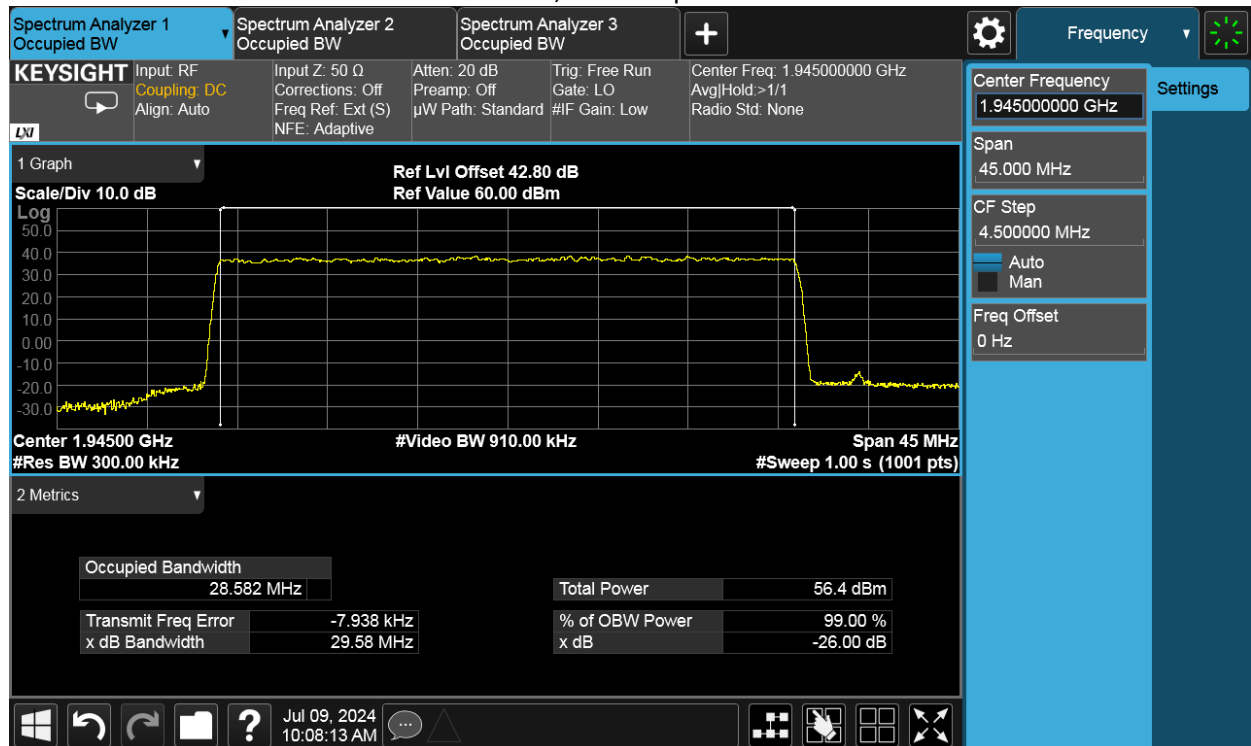 Spectrum Analyzer 1
Occupied BW
Spectrum Analyzer 2
Occupied BW
Spectrum Analyzer 3
Occupied BW
+
Frequency
KEYSIGHT
LXI
Input: RF
Coupling: DC
Align: Auto
Input Z: 50 Ω
Corrections: Off
Freq Ref: Ext (S)
NFE: Adaptive
Atten: 20 dB
Preamp: Off
µW Path: Standard
Trig: Free Run
Gate: LO
#IF Gain: Low
Center Freq: 1.945000000 GHz
Avg|Hold:>1/1
Radio Std: None
Center Frequency
1.945000000 GHz
Settings
Span
45.000 MHz
CF Step
4.500000 MHz
Auto
Man
Freq Offset
0 Hz
1 Graph
Scale/Div 10.0 dB
Ref Lvl Offset 42.80 dB
Ref Value 60.00 dBm
Log
50.0
40.0
30.0
20.0
10.0
0.00
-10.0
-20.0
-30.0
Center 1.94500 GHz
#Video BW 910.00 kHz
Span 45 MHz
#Res BW 300.00 kHz
#Sweep 1.00 s (1001 pts)
2 Metrics
Occupied Bandwidth
28.582 MHz
Total Power 56.4 dBm
Transmit Freq Error -7.938 kHz
% of OBW Power 99.00 %
x dB Bandwidth 29.58 MHz
x dB -26.00 dB
?
Jul 09, 2024
10:08:13 AM